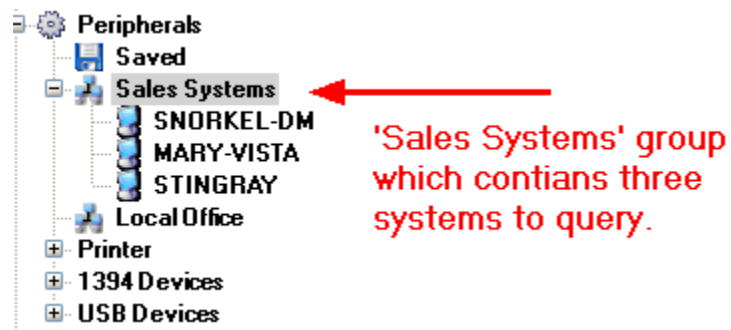 Peripherals
Saved
Sales Systems
SNORKEL-DM
MARY-VISTA
STINGRAY
Local Office
Printer
1394 Devices
USB Devices
'Sales Systems' group
which contians three
systems to query.